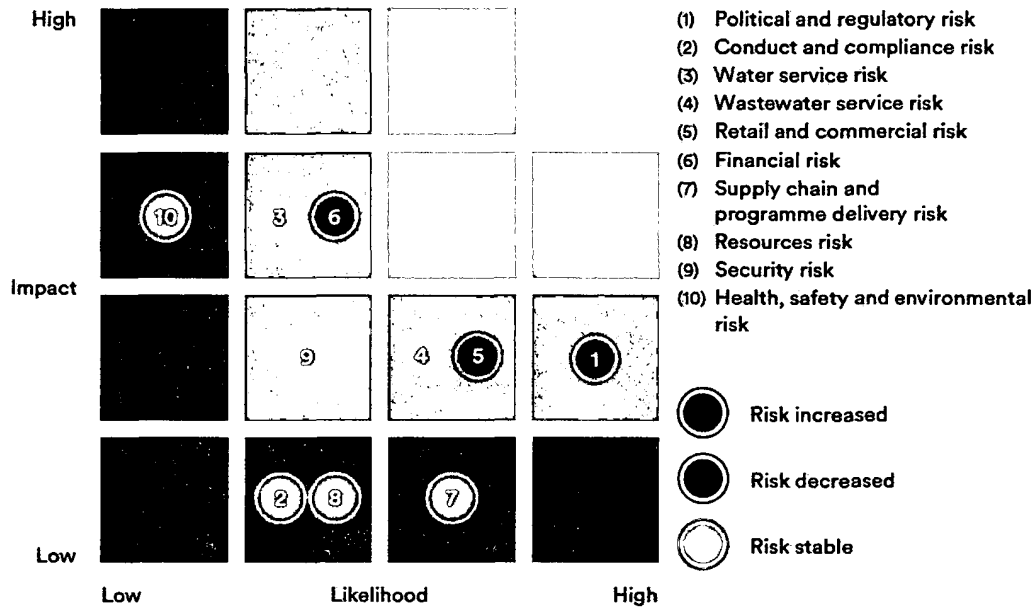 High
Impact
Low
Low
Likelihood
High
10
3
6
9
4
5
1
2
8
7
(1) Political and regulatory risk
(2) Conduct and compliance risk
(3) Water service risk
(4) Wastewater service risk
(5) Retail and commercial risk
(6) Financial risk
(7) Supply chain and
programme delivery risk
(8) Resources risk
(9) Security risk
(10) Health, safety and environmental
risk
Risk increased
Risk decreased
Risk stable